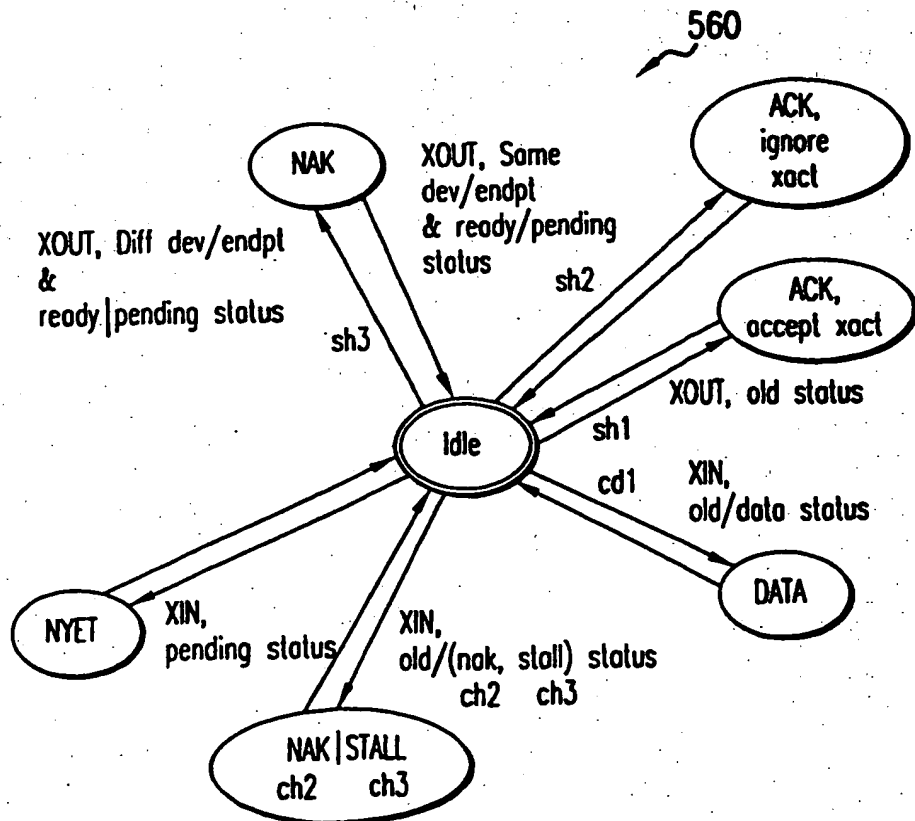 560
ACK,
ignore
xact
NAK
XOUT, Same
dev/endpt
& ready/pending
status
XOUT, Diff dev/endpt
&
ready|pending status
sh2
ACK,
accept xact
sh3
XOUT, old status
Idle
sh1
cd1
XIN,
old/data status
DATA
NYET
XIN,
pending status
XIN,
old/(nak, stall) status
ch2 ch3
NAK|STALL
ch2 ch3